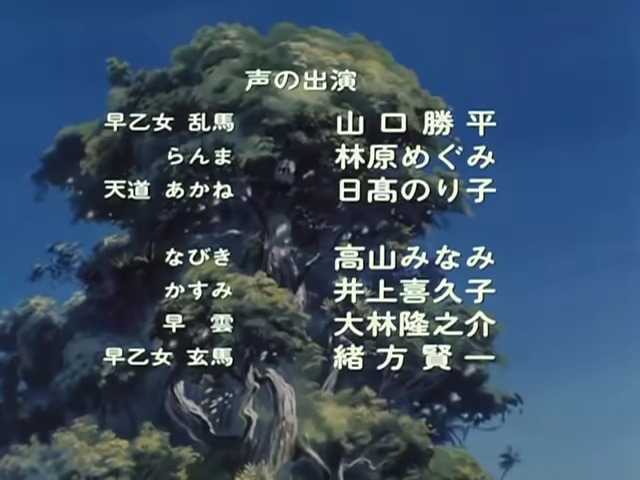 声の出演
早乙女 乱馬 山口勝平
らんま 林原めぐみ
天道 あかね 日髙のり子
なびき 高山みなみ
かすみ 井上喜久子
早雲 大林隆之介
早乙女 玄馬 緒方賢一